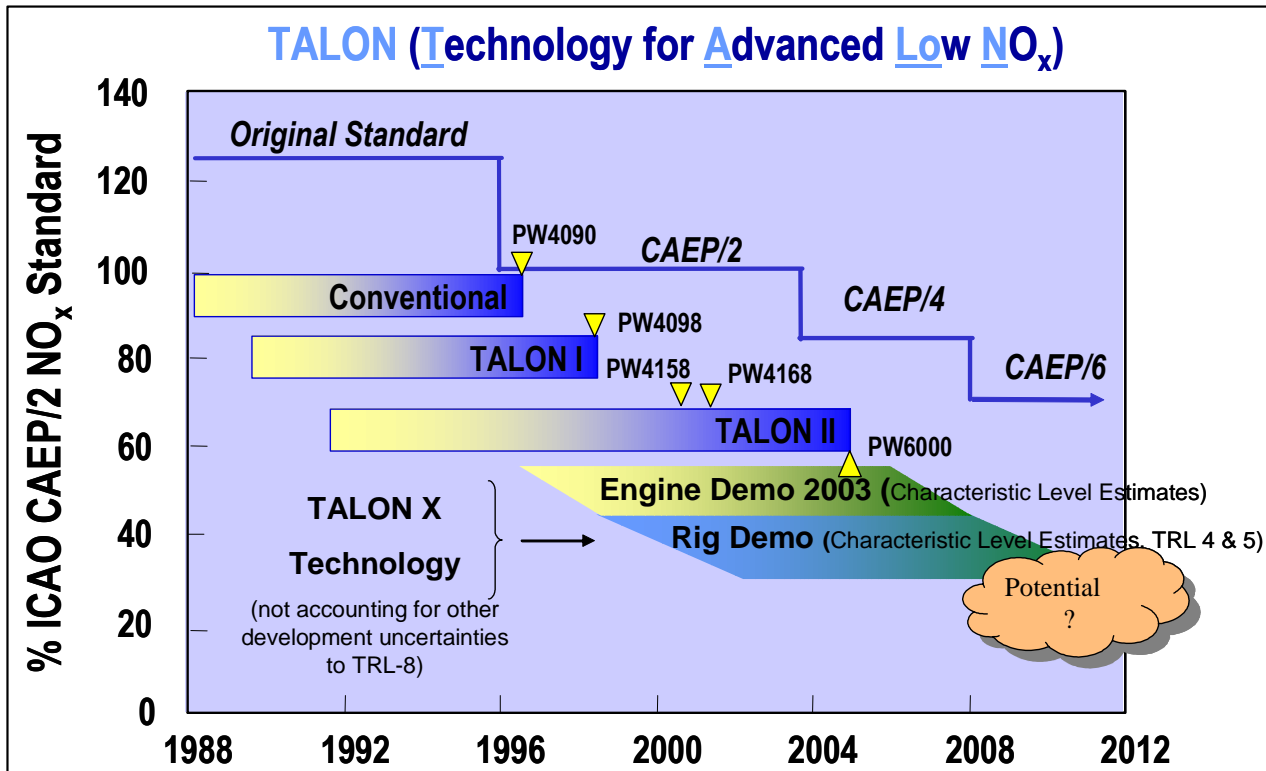 TALON (Technology for Advanced Low NOx)
% ICAO CAEP/2 NOx Standard
140
120
100
80
60
40
20
0
Original Standard
PW4090
CAEP/2
Conventional
CAEP/4
PW4098
TALON I
PW4158
PW4168
CAEP/6
TALON II
PW6000
Engine Demo 2003 (Characteristic Level Estimates)
Rig Demo (Characteristic Level Estimates, TRL 4 & 5)
TALON X
Technology
(not accounting for other
development uncertainties
to TRL-8)
Potential
?
1988 1992 1996 2000 2004 2008 2012